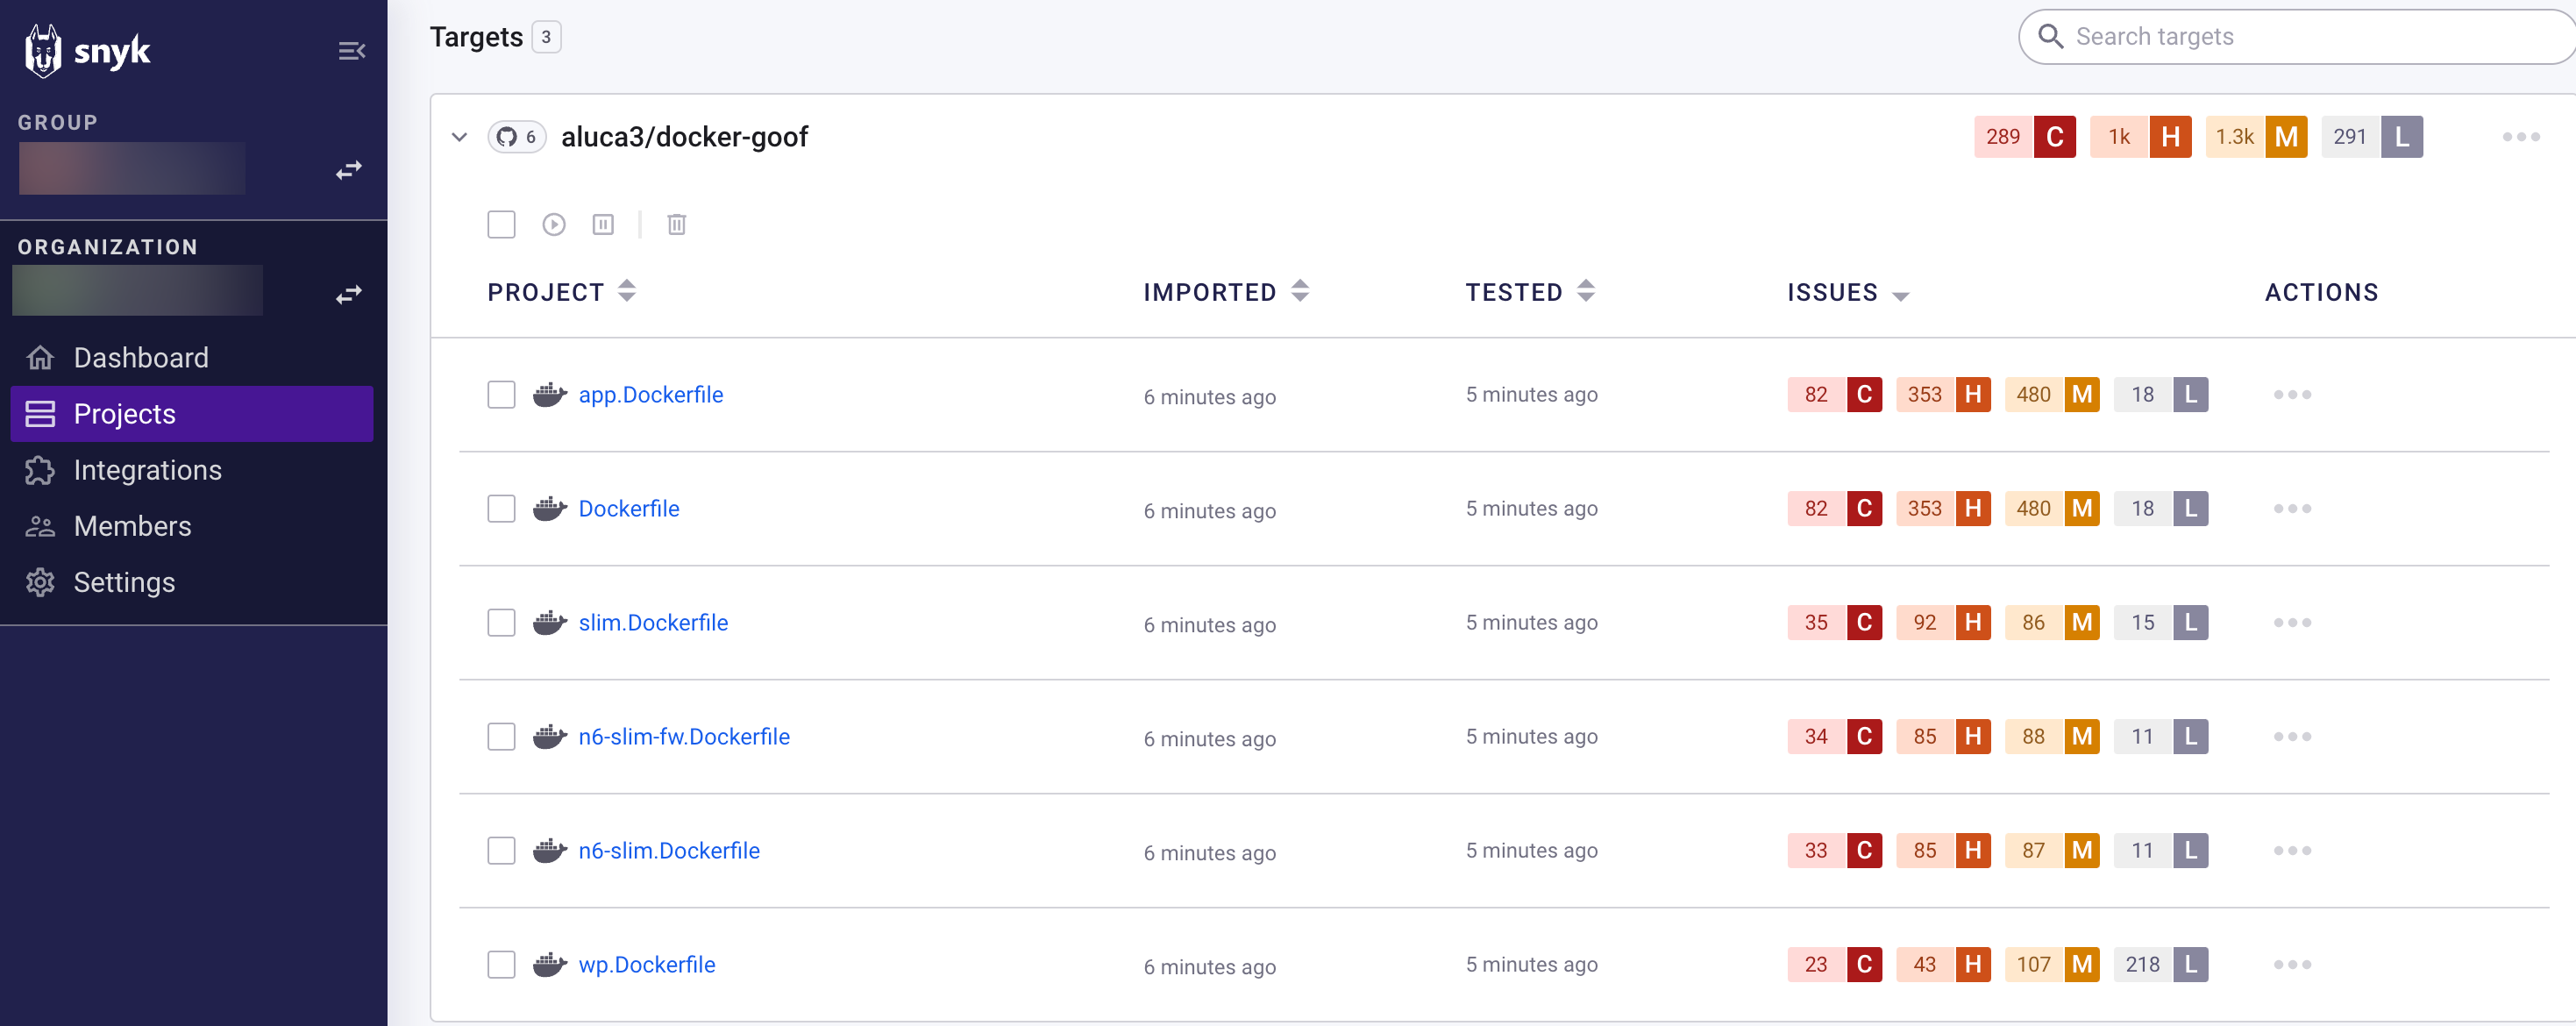 snyk
Targets 3
Search targets
GROUP
6 aluca3/docker-goof 289 C 1k H 1.3k M 291 L
ORGANIZATION
PROJECT IMPORTED TESTED ISSUES ACTIONS
Dashboard
Projects
Integrations
Members
Settings
app.Dockerfile 6 minutes ago 5 minutes ago 82 C 353 H 480 M 18 L
Dockerfile 6 minutes ago 5 minutes ago 82 C 353 H 480 M 18 L
slim.Dockerfile 6 minutes ago 5 minutes ago 35 C 92 H 86 M 15 L
n6-slim-fw.Dockerfile 6 minutes ago 5 minutes ago 34 C 85 H 88 M 11 L
n6-slim.Dockerfile 6 minutes ago 5 minutes ago 33 C 85 H 87 M 11 L
wp.Dockerfile 6 minutes ago 5 minutes ago 23 C 43 H 107 M 218 L